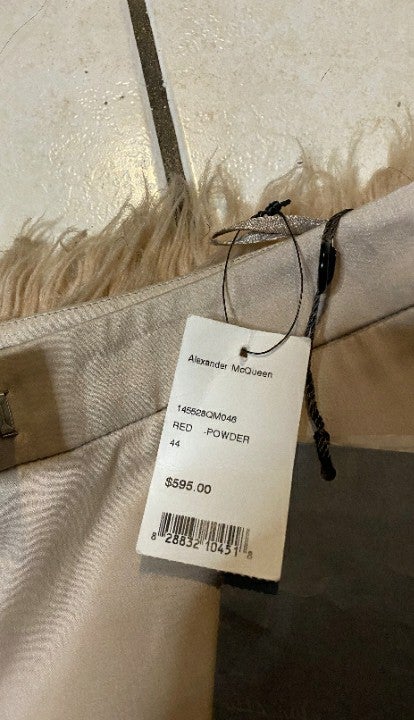 Alexander McQueen
145528QM046
RED -POWDER
44
$595.00
8 28832 10451 8